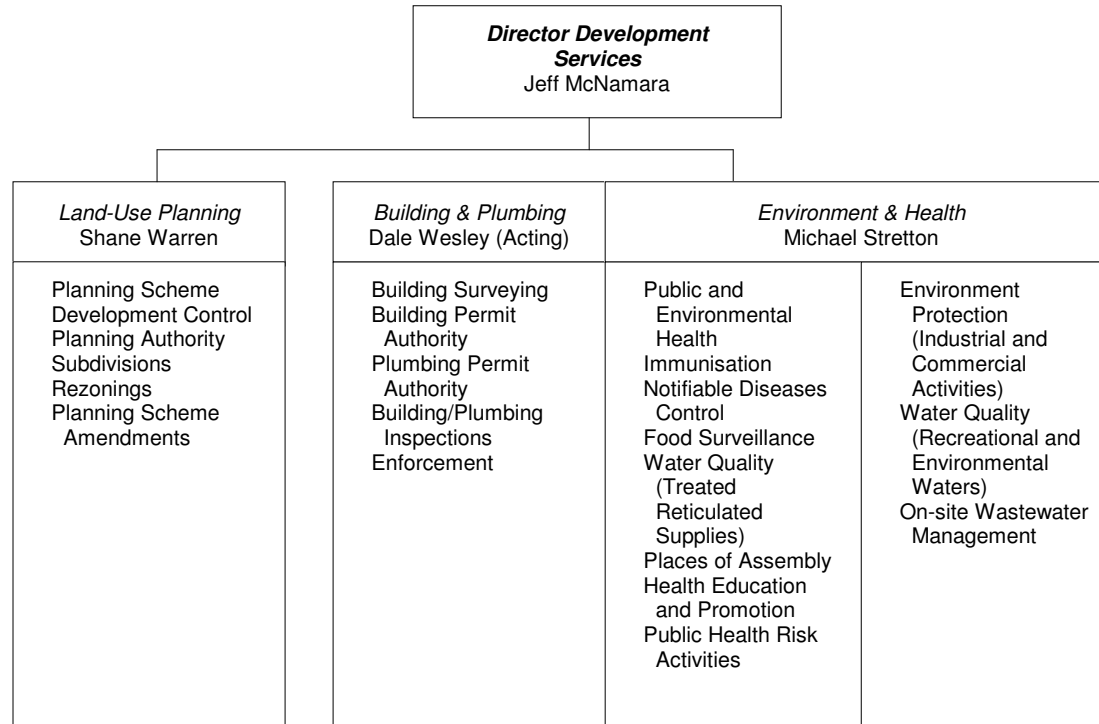 Director Development
Services
Jeff McNamara
Land-Use Planning
Shane Warren
Planning Scheme
Development Control
Planning Authority
Subdivisions
Rezonings
Planning Scheme
Amendments
Building & Plumbing
Dale Wesley (Acting)
Building Surveying
Building Permit
Authority
Plumbing Permit
Authority
Building/Plumbing
Inspections
Enforcement
Environment & Health
Michael Stretton
Public and
Environmental
Health
Immunisation
Notifiable Diseases
Control
Food Surveillance
Water Quality
(Treated
Reticulated
Supplies)
Places of Assembly
Health Education
and Promotion
Public Health Risk
Activities
Environment
Protection
(Industrial and
Commercial
Activities)
Water Quality
(Recreational and
Environmental
Waters)
On-site Wastewater
Management